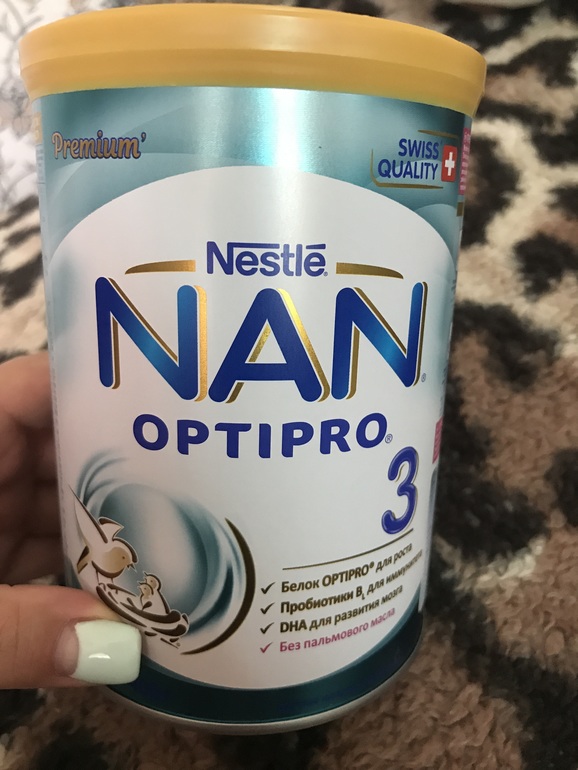 Premium'
SWISS
QUALITY
Nestlé®
NAN®
OPTIPRO®
3
✓ Белок OPTIPRO® для роста
✓ Пробиотики BL для иммунитета
✓ DHA для развития мозга
✓ Без пальмового масла